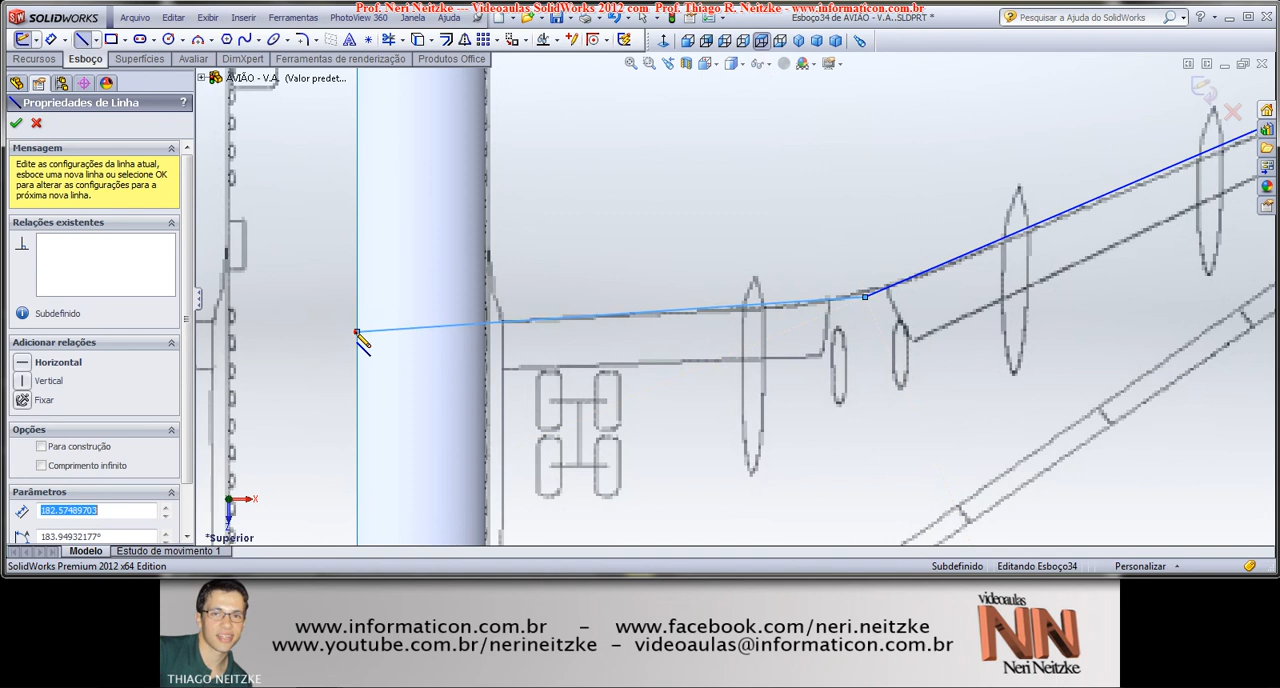 Prof. Neri Neitzke --- Videoaulas SolidWorks 2012 com Prof. Thiago R. Neitzke - www.informaticon.com.br
SOLIDWORKS
Arquivo Editar Exibir Inserir Ferramentas PhotoView 360 Janela Ajuda
Esboço34 de AVIÃO - V.A..SLDPRT *
Pesquisar a Ajuda do SolidWorks
Recursos Esboço Superfícies Avaliar DimXpert Ferramentas de renderização Produtos Office
AVIÃO - V.A. (Valor predet...
Propriedades de Linha ?
Mensagem
Edite as configurações da linha atual,
esboce uma nova linha ou selecione OK
para alterar as configurações para a
próxima nova linha.
Relações existentes
Subdefinido
Adicionar relações
Horizontal
Vertical
Fixar
Opções
Para construção
Comprimento infinito
Parâmetros
182.57489703
183.94932177°
X
Z
*Superior
Modelo Estudo de movimento 1
SolidWorks Premium 2012 x64 Edition
Subdefinido Editando Esboço34 Personalizar
www.informaticon.com.br - www.facebook.com/neri.neitzke
www.youtube.com.br/nerineitzke - videoaulas@informaticon.com.br
THIAGO NEITZKE
videoaulas
NN
Neri Neitzke